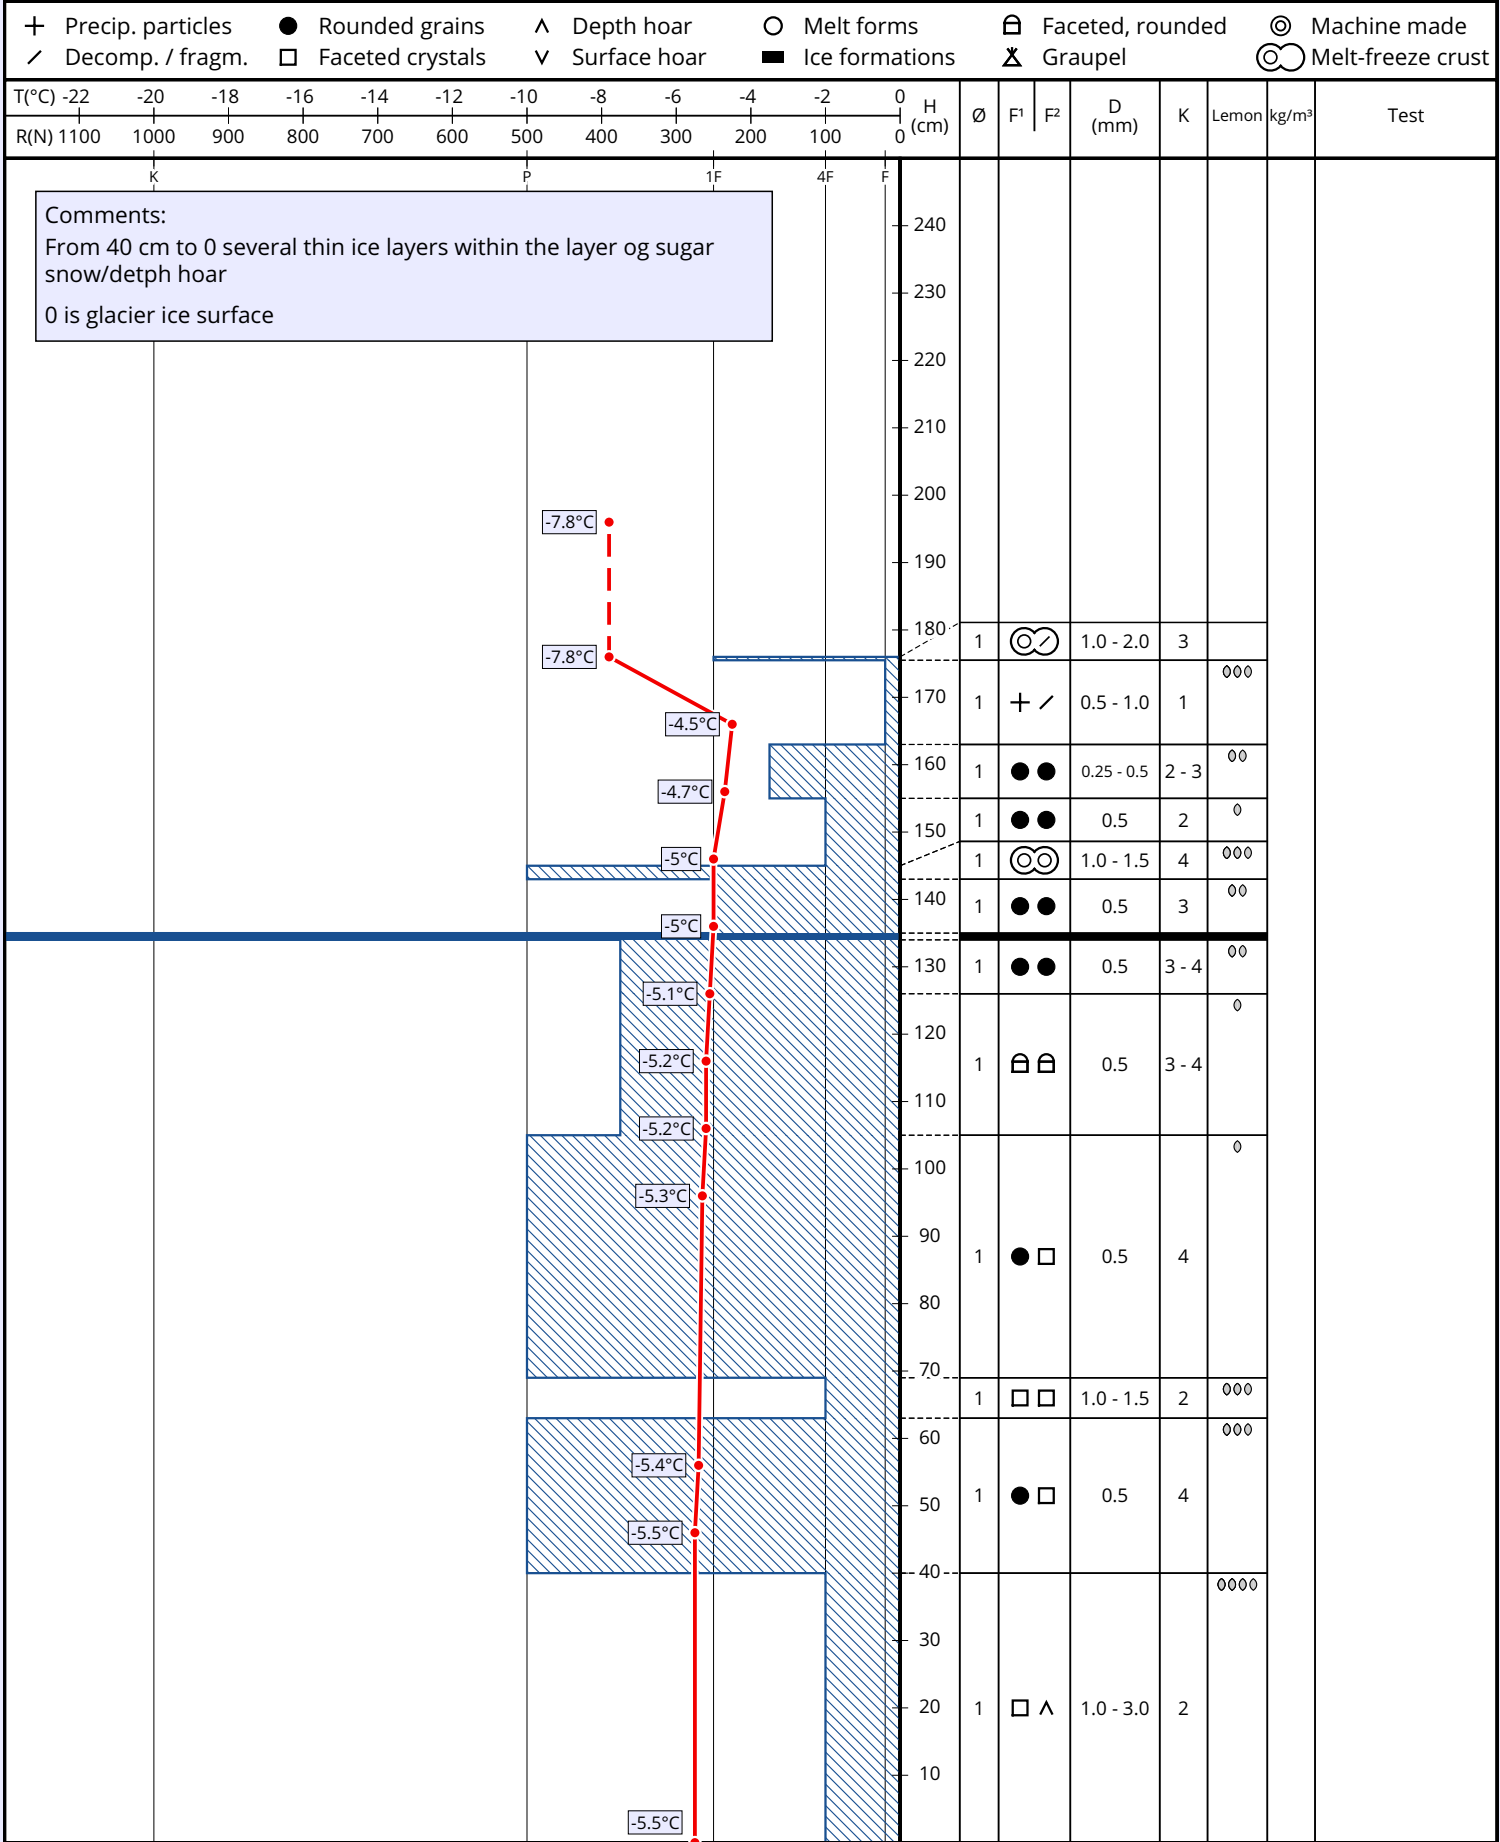 Precip. particles Rounded grains Depth hoar Melt forms Faceted, rounded Machine made
Decomp. / fragm. Faceted crystals Surface hoar Ice formations Graupel Melt-freeze crust
T(°C) -22 -20 -18 -16 -14 -12 -10 -8 -6 -4 -2 0
R(N) 1100 1000 900 800 700 600 500 400 300 200 100 0
H (cm) Ø F¹ F² D (mm) K Lemon kg/m³ Test
K P 1F 4F F
Comments:
From 40 cm to 0 several thin ice layers within the layer og sugar
snow/detph hoar
0 is glacier ice surface
240
230
220
210
200
-7.8°C
190
180
1 1.0 - 2.0 3
-7.8°C
170
1 0.5 - 1.0 1
-4.5°C
160
1 0.25 - 0.5 2 - 3
-4.7°C
150
1 0.5 2
-5°C
1 1.0 - 1.5 4
140
1 0.5 3
-5°C
130
1 0.5 3 - 4
-5.1°C
120
-5.2°C
1 0.5 3 - 4
110
-5.2°C
100
-5.3°C
90
1 0.5 4
80
70
1 1.0 - 1.5 2
60
-5.4°C
50
1 0.5 4
-5.5°C
40
30
20
1 1.0 - 3.0 2
10
-5.5°C